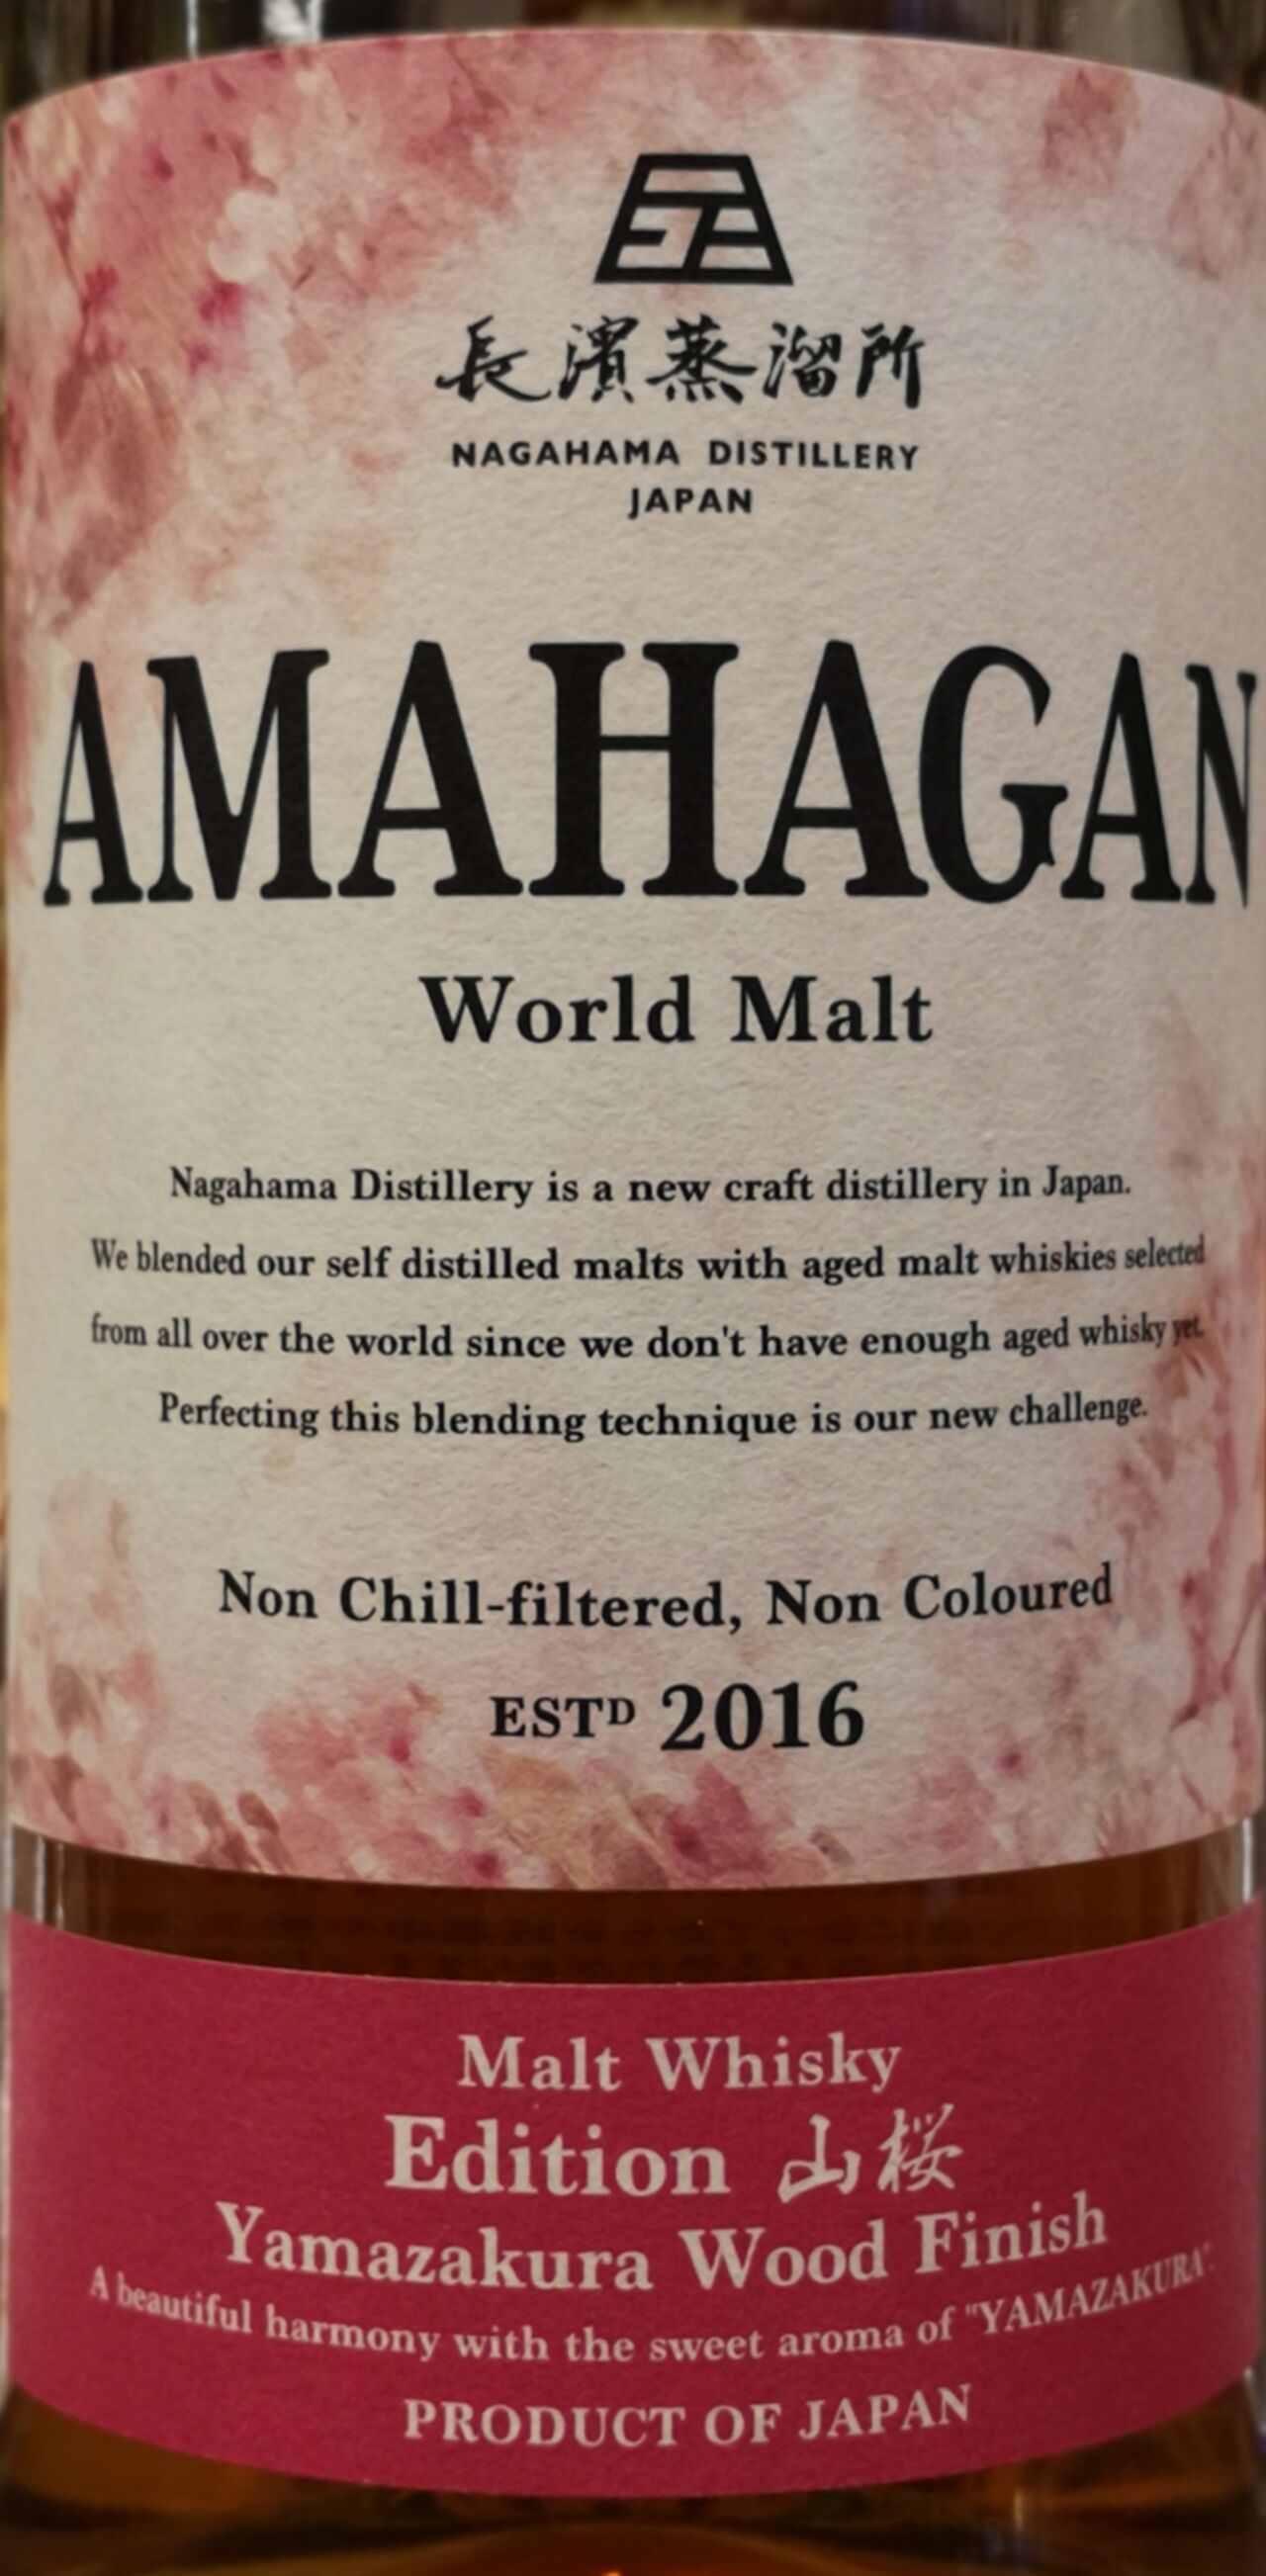 長濱蒸溜所
NAGAHAMA DISTILLERY
JAPAN
AMAHAGAN
World Malt
Nagahama Distillery is a new craft distillery in Japan.
We blended our self distilled malts with aged malt whiskies selected
from all over the world since we don't have enough aged whisky yet.
Perfecting this blending technique is our new challenge.
Non Chill-filtered, Non Coloured
ESTD 2016
Malt Whisky
Edition 山桜
Yamazakura Wood Finish
A beautiful harmony with the sweet aroma of "YAMAZAKURA".
PRODUCT OF JAPAN